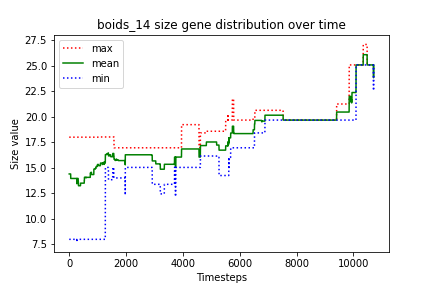 boids_14 size gene distribution over time
max
mean
min
Size value
27.5
25.0
22.5
20.0
17.5
15.0
12.5
10.0
7.5
0
2000
4000
6000
8000
10000
Timesteps